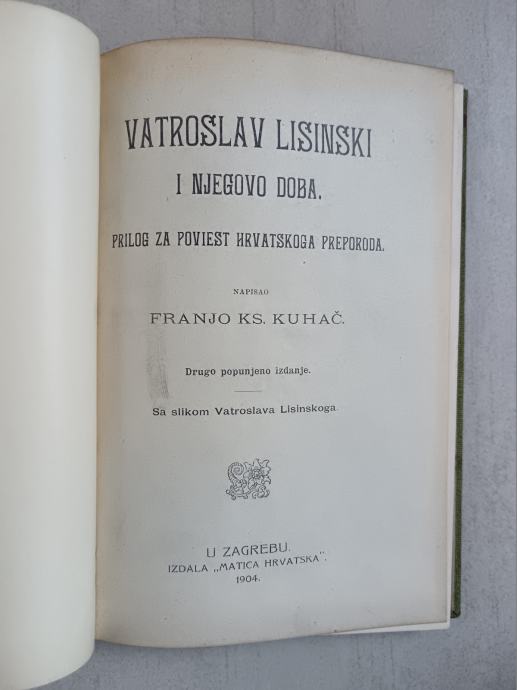 VATROSLAV LISINSKI
I NJEGOVO DOBA.
PRILOG ZA POVIEST HRVATSKOGA PREPORODA.
NAPISAO
FRANJO KS. KUHAČ.
Drugo popunjeno izdanje.
Sa slikom Vatroslava Lisinskoga.
U ZAGREBU.
IZDALA „MATICA HRVATSKA".
1904.